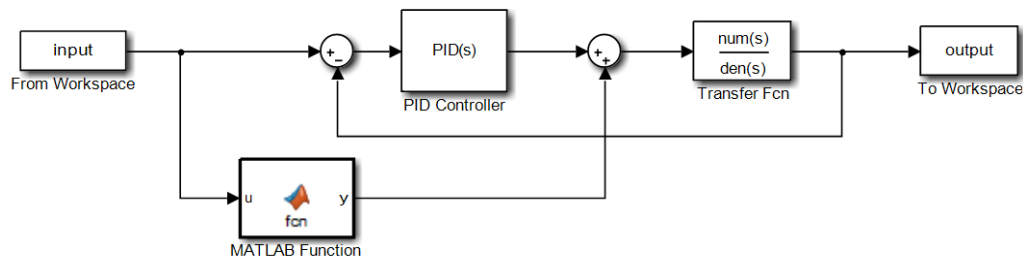 input
From Workspace
+
−
PID(s)
PID Controller
+
+
num(s)
den(s)
Transfer Fcn
output
To Workspace
u
fcn
y
MATLAB Function